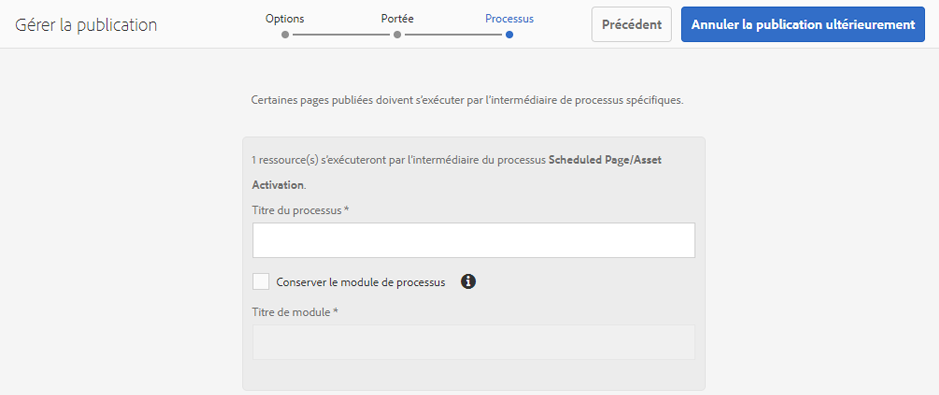 Gérer la publication
Options
Portée
Processus
Précédent
Annuler la publication ultérieurement
Certaines pages publiées doivent s'exécuter par l'intermédiaire de processus spécifiques.
1 ressource(s) s'exécuteront par l'intermédiaire du processus Scheduled Page/Asset
Activation.
Titre du processus *
Conserver le module de processus
Titre de module *